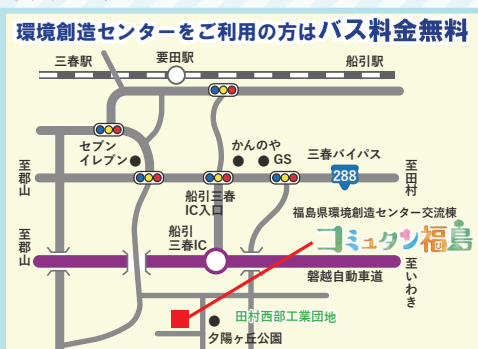 環境創造センターをご利用の方はバス料金無料
三春駅
要田駅
船引駅
セブン
イレブン
かんのや
GS
三春バイパス
288
至郡山
至田村
船引三春
IC入口
福島県環境創造センター交流棟
コミュタン福島
至郡山
船引
三春IC
磐越自動車道
至いわき
田村西部工業団地
夕陽ヶ丘公園